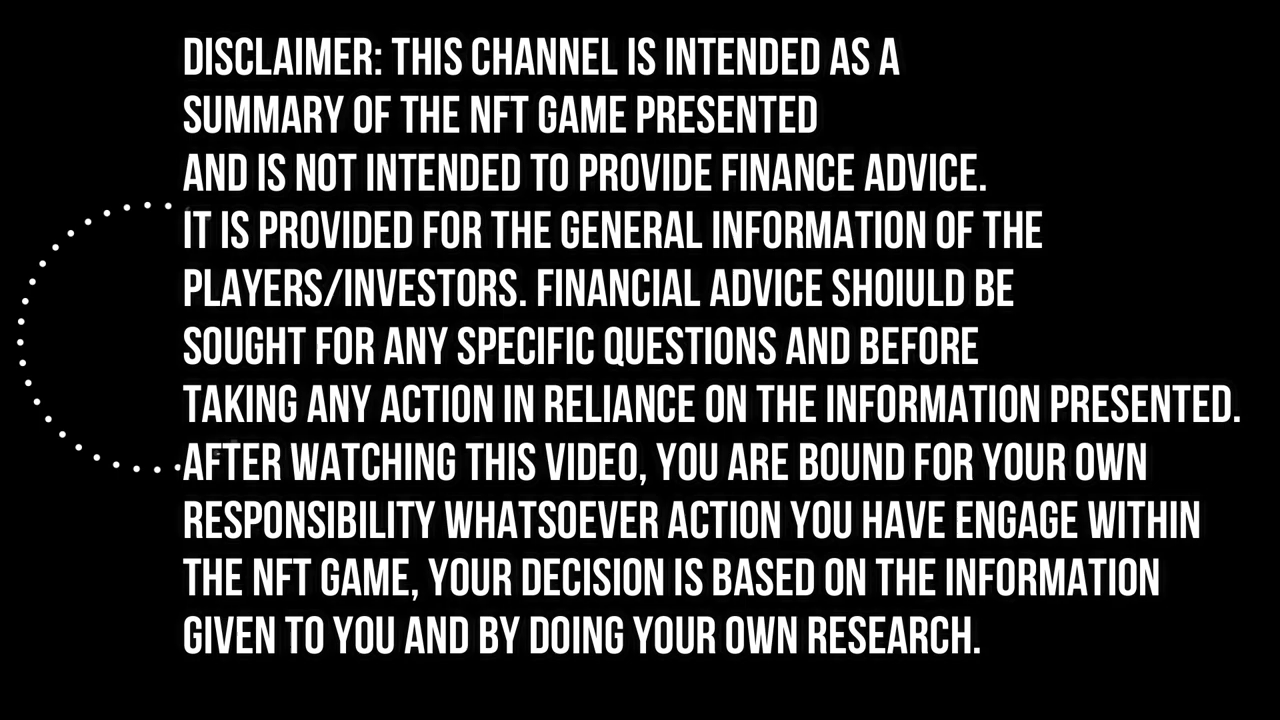 DISCLAIMER: THIS CHANNEL IS INTENDED AS A
SUMMARY OF THE NFT GAME PRESENTED
AND IS NOT INTENDED TO PROVIDE FINANCE ADVICE.
IT IS PROVIDED FOR THE GENERAL INFORMATION OF THE
PLAYERS/INVESTORS. FINANCIAL ADVICE SHOIULD BE
SOUGHT FOR ANY SPECIFIC QUESTIONS AND BEFORE
TAKING ANY ACTION IN RELIANCE ON THE INFORMATION PRESENTED.
AFTER WATCHING THIS VIDEO, YOU ARE BOUND FOR YOUR OWN
RESPONSIBILITY WHATSOEVER ACTION YOU HAVE ENGAGE WITHIN
THE NFT GAME, YOUR DECISION IS BASED ON THE INFORMATION
GIVEN TO YOU AND BY DOING YOUR OWN RESEARCH.